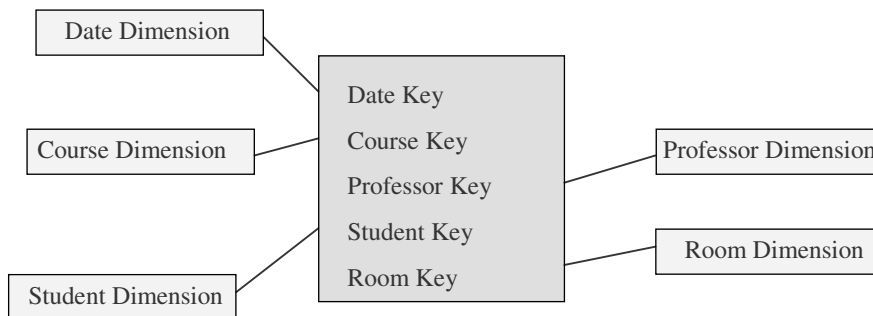 Date Dimension
Course Dimension
Student Dimension
Date Key
Course Key
Professor Key
Student Key
Room Key
Professor Dimension
Room Dimension